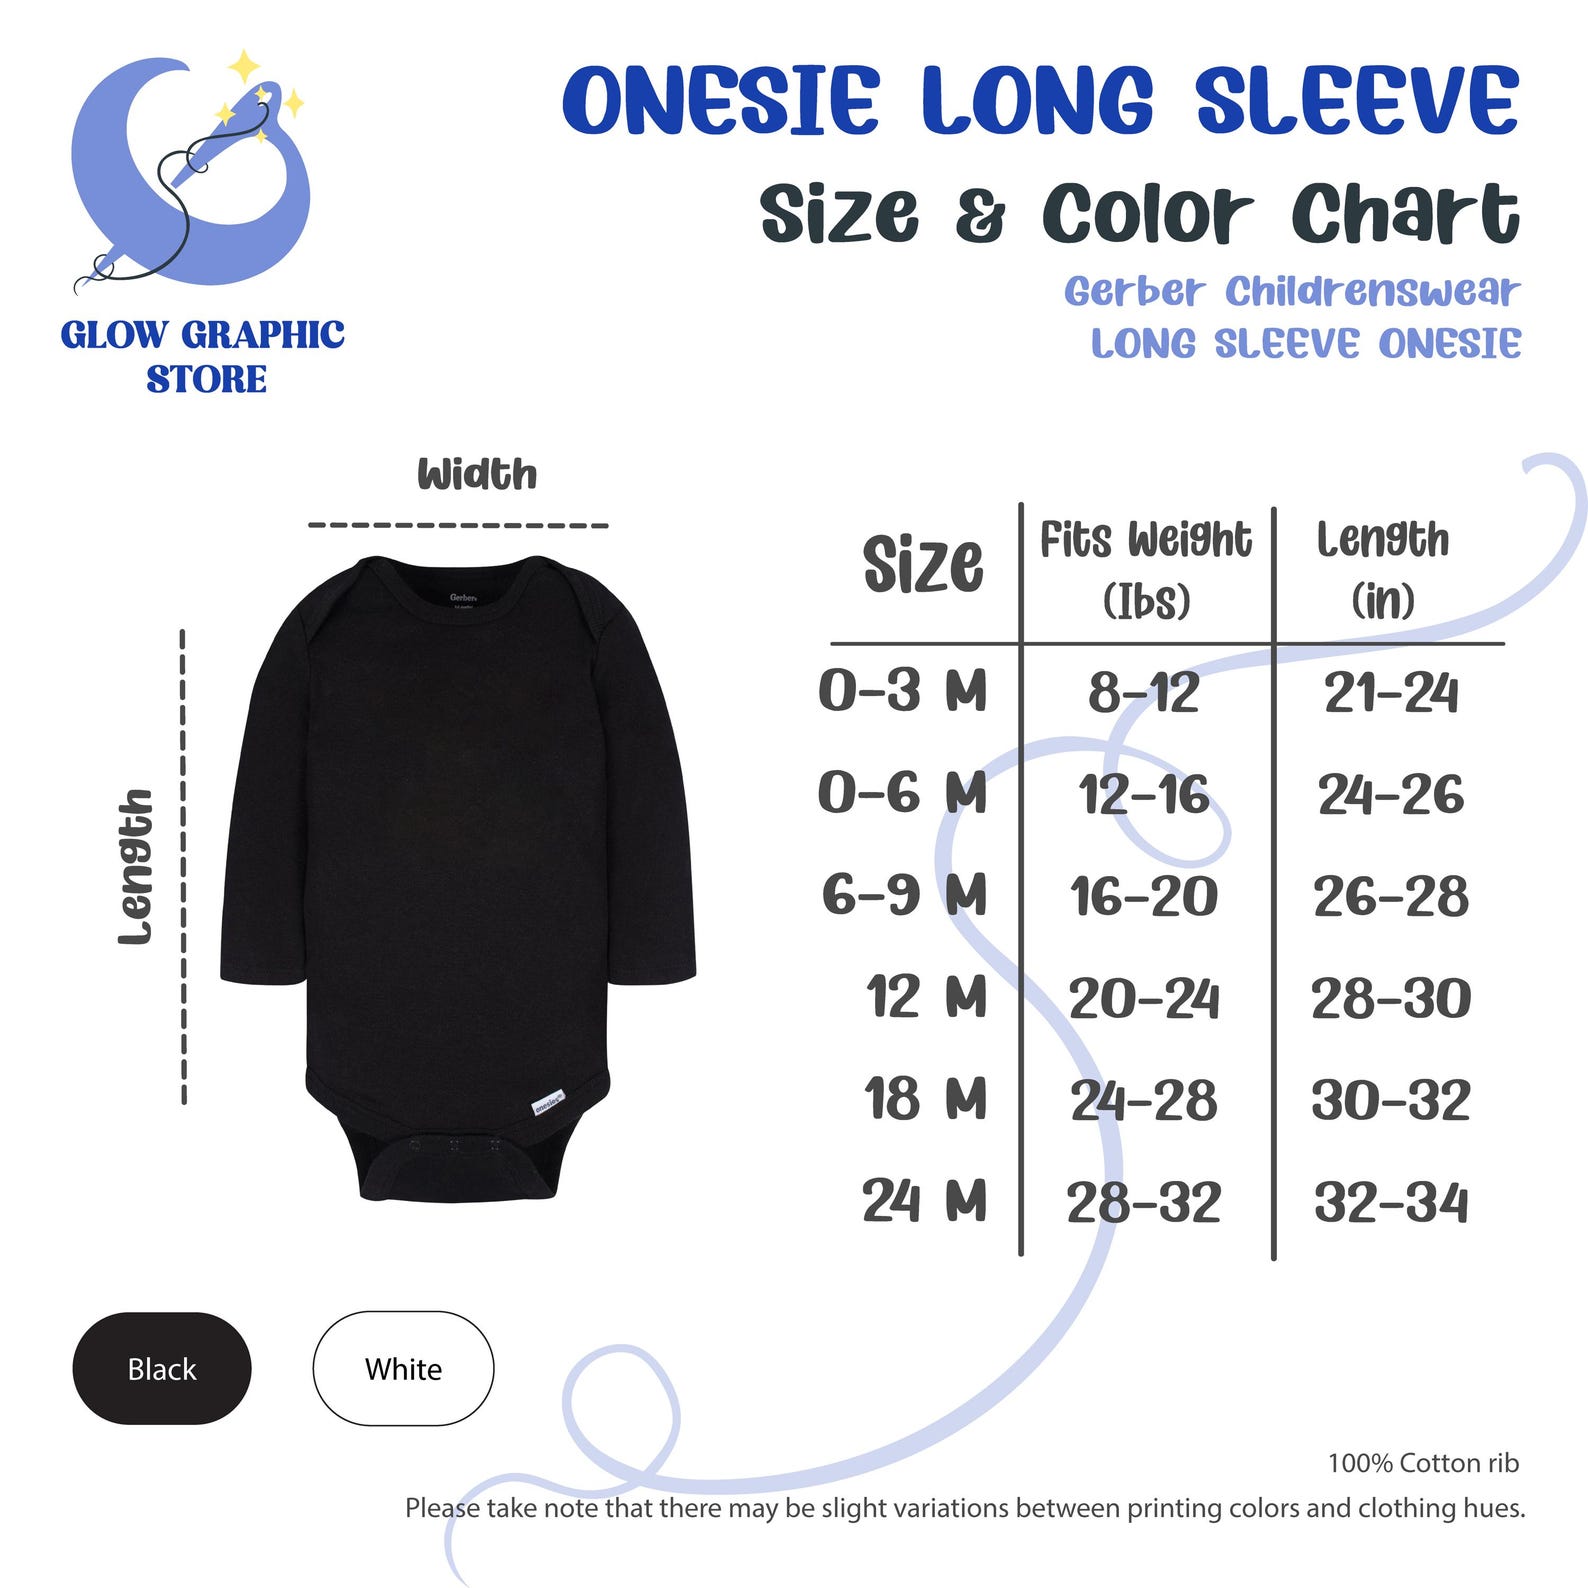 ONESIE LONG SLEEVE
Size & Color Chart
Gerber Childrenswear
LONG SLEEVE ONESIE
GLOW GRAPHIC
STORE
Width
Length
Gerber
onesies
Size Fits Weight (Ibs) Length (in)
0-3 M 8-12 21-24
0-6 M 12-16 24-26
6-9 M 16-20 26-28
12 M 20-24 28-30
18 M 24-28 30-32
24 M 28-32 32-34
Black White
100% Cotton rib
Please take note that there may be slight variations between printing colors and clothing hues.